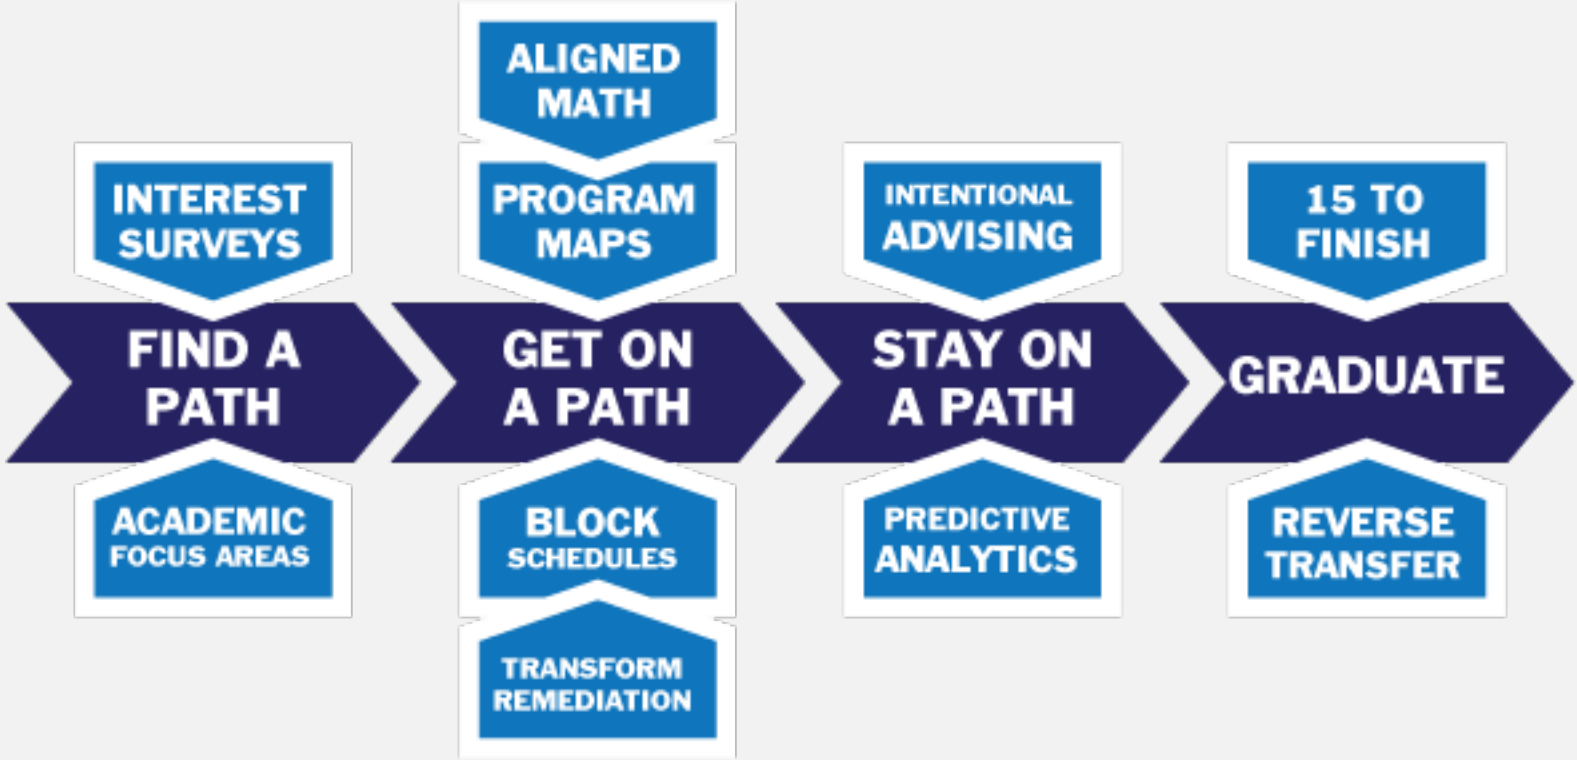 ALIGNED
MATH
INTEREST
SURVEYS
PROGRAM
MAPS
INTENTIONAL
ADVISING
15 TO
FINISH
FIND A
PATH
GET ON
A PATH
STAY ON
A PATH
GRADUATE
ACADEMIC
FOCUS AREAS
BLOCK
SCHEDULES
PREDICTIVE
ANALYTICS
REVERSE
TRANSFER
TRANSFORM
REMEDIATION